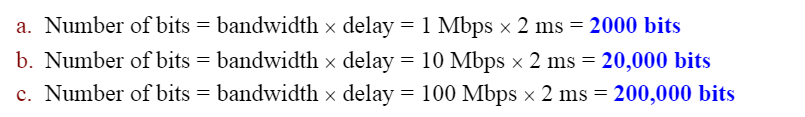 a. Number of bits = bandwidth × delay = 1 Mbps × 2 ms = 2000 bits
b. Number of bits = bandwidth × delay = 10 Mbps × 2 ms = 20,000 bits
c. Number of bits = bandwidth × delay = 100 Mbps × 2 ms = 200,000 bits